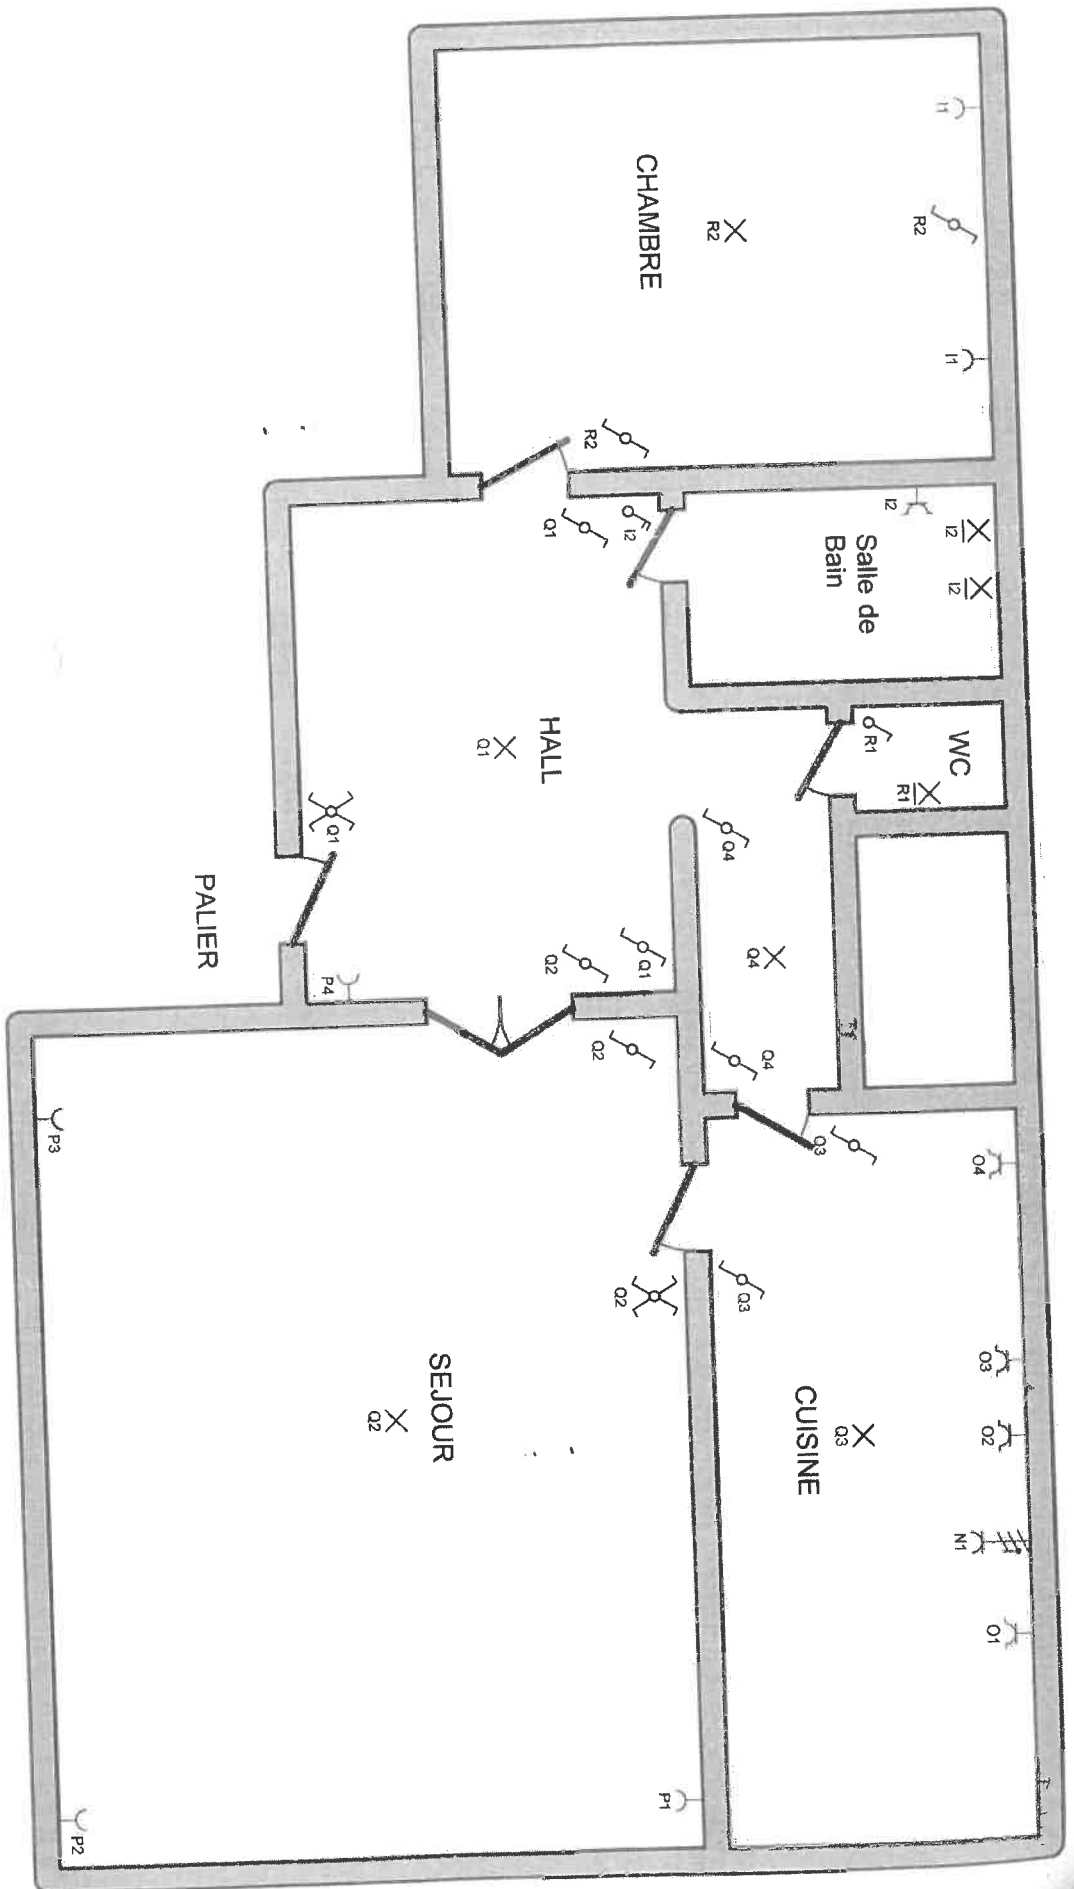 I1
R2
I1
CHAMBRE
R2
R2
Q1
I2
I2
I2
I2
Salle de
Bain
WC
R1
R1
HALL
Q1
Q1
Q4
Q4
PALIER
P4
Q2
Q1
Q2
Q4
Q3
O4
P3
Q2
Q3
O3
O2
SEJOUR
Q2
CUISINE
Q3
N1
O1
P1
P2